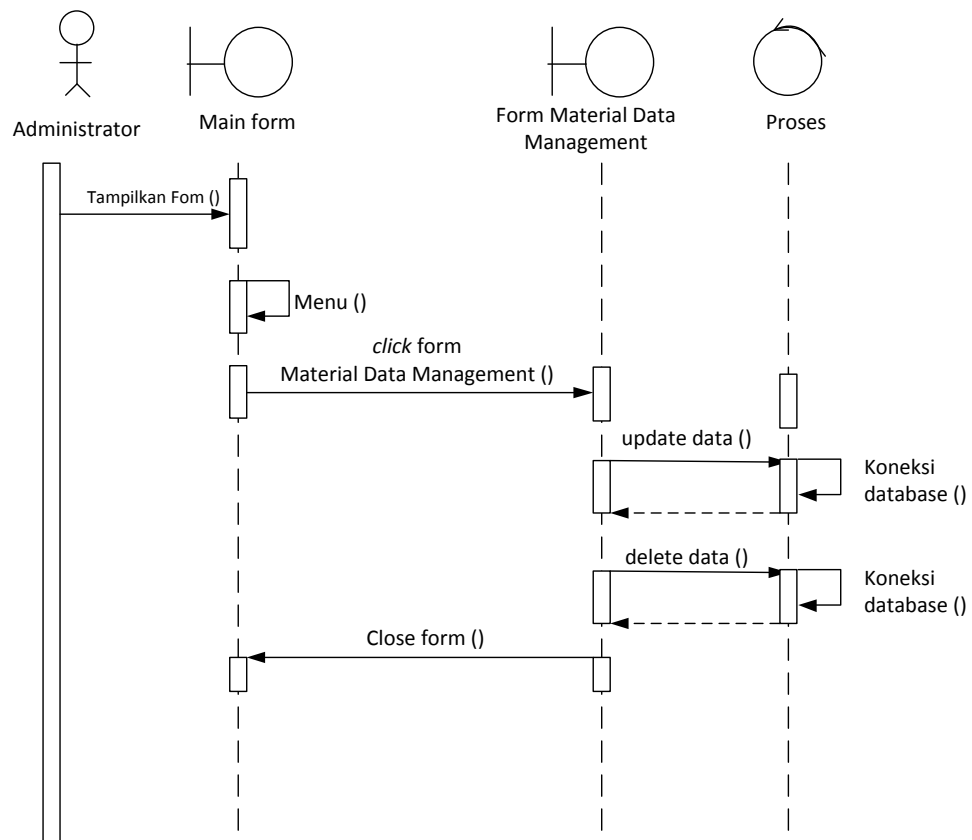 Administrator
Main form
Form Material Data
Management
Proses
Tampilkan Fom ()
Menu ()
click form
Material Data Management ()
update data ()
Koneksi
database ()
delete data ()
Koneksi
database ()
Close form ()